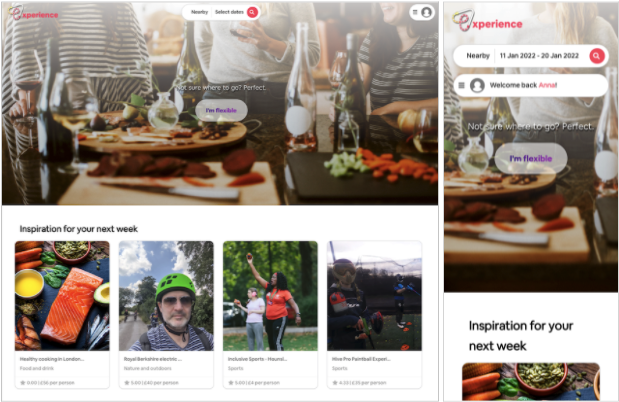 experience
Nearby Select dates
Not sure where to go? Perfect.
I'm flexible
Inspiration for your next week
Healthy cooking in London...
Food and drink
0.00 | £56 per person
Royal Berkshire electric ...
Nature and outdoors
5.00 | £40 per person
Inclusive Sports - Hound...
Sports
5.00 | £4 per person
Hive Pro Paintball Experi...
Sports
4.33 | £35 per person
experience
Nearby 11 Jan 2022 - 20 Jan 2022
Welcome back Anna!
Not sure where to go? Perfect.
I'm flexible
Inspiration for your
next week